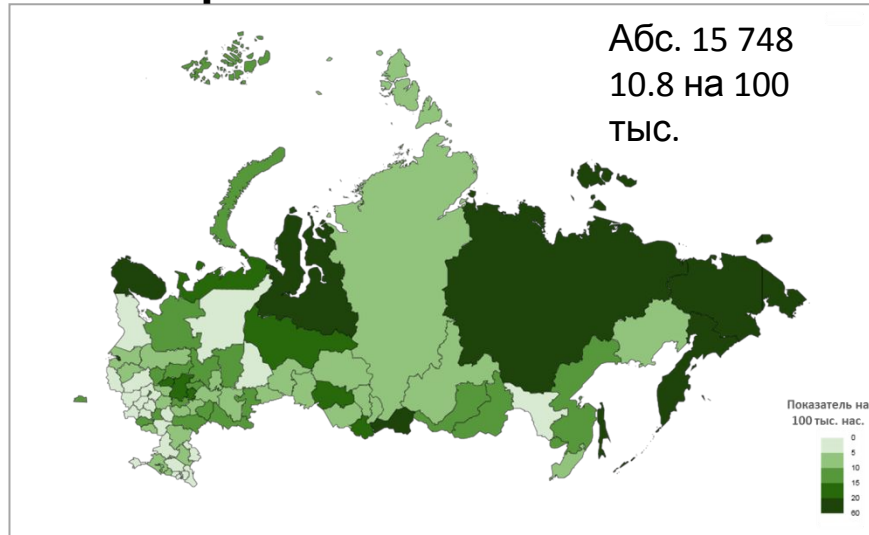 Абс. 15 748
10.8 на 100
тыс.
Показатель на
100 тыс. нас.
0
5
10
15
20
60